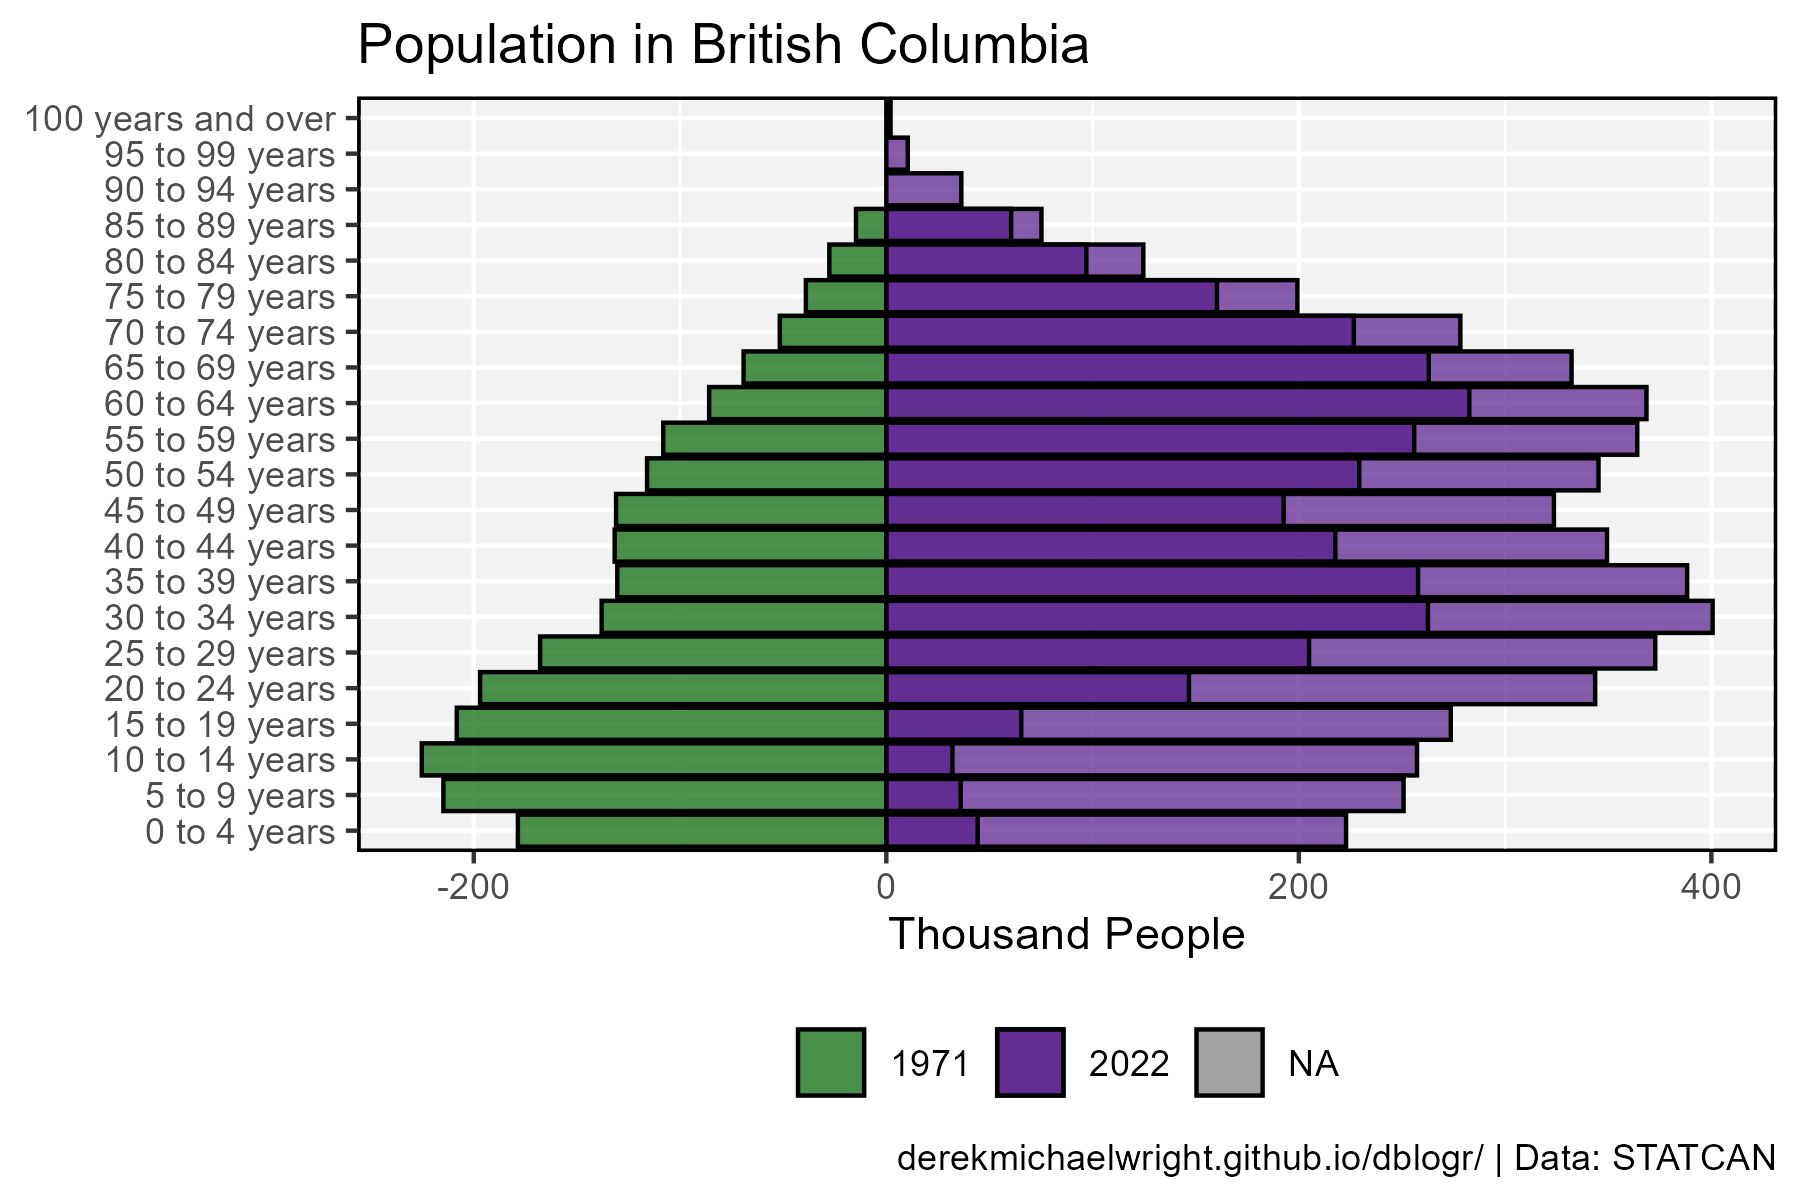 Population in British Columbia
100 years and over
95 to 99 years
90 to 94 years
85 to 89 years
80 to 84 years
75 to 79 years
70 to 74 years
65 to 69 years
60 to 64 years
55 to 59 years
50 to 54 years
45 to 49 years
40 to 44 years
35 to 39 years
30 to 34 years
25 to 29 years
20 to 24 years
15 to 19 years
10 to 14 years
5 to 9 years
0 to 4 years
-200 0 200 400
Thousand People
1971 2022 NA
derekmichaelwright.github.io/dblogr/ | Data: STATCAN